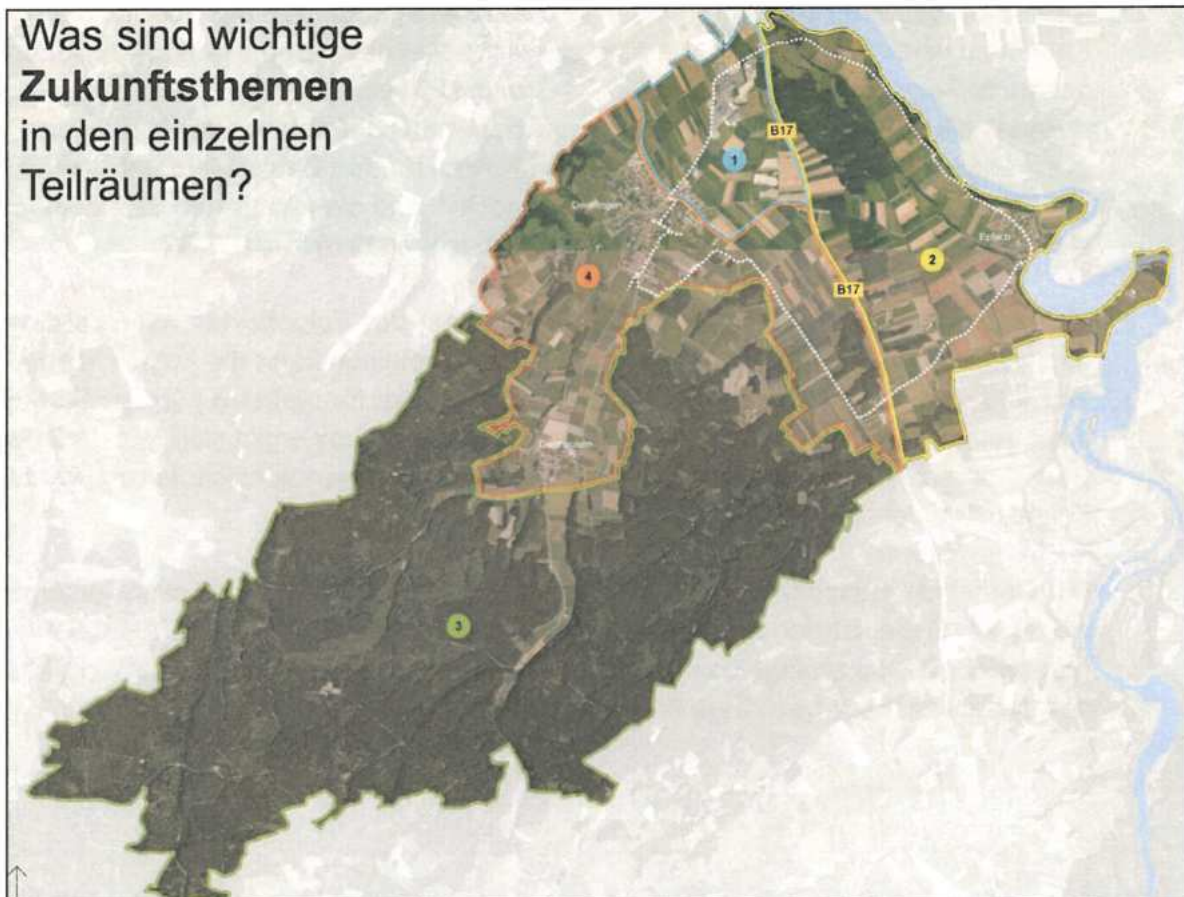 Was sind wichtige
Zukunftsthemen
in den einzelnen
Teilräumen?
B17
1
2
4
B17
3